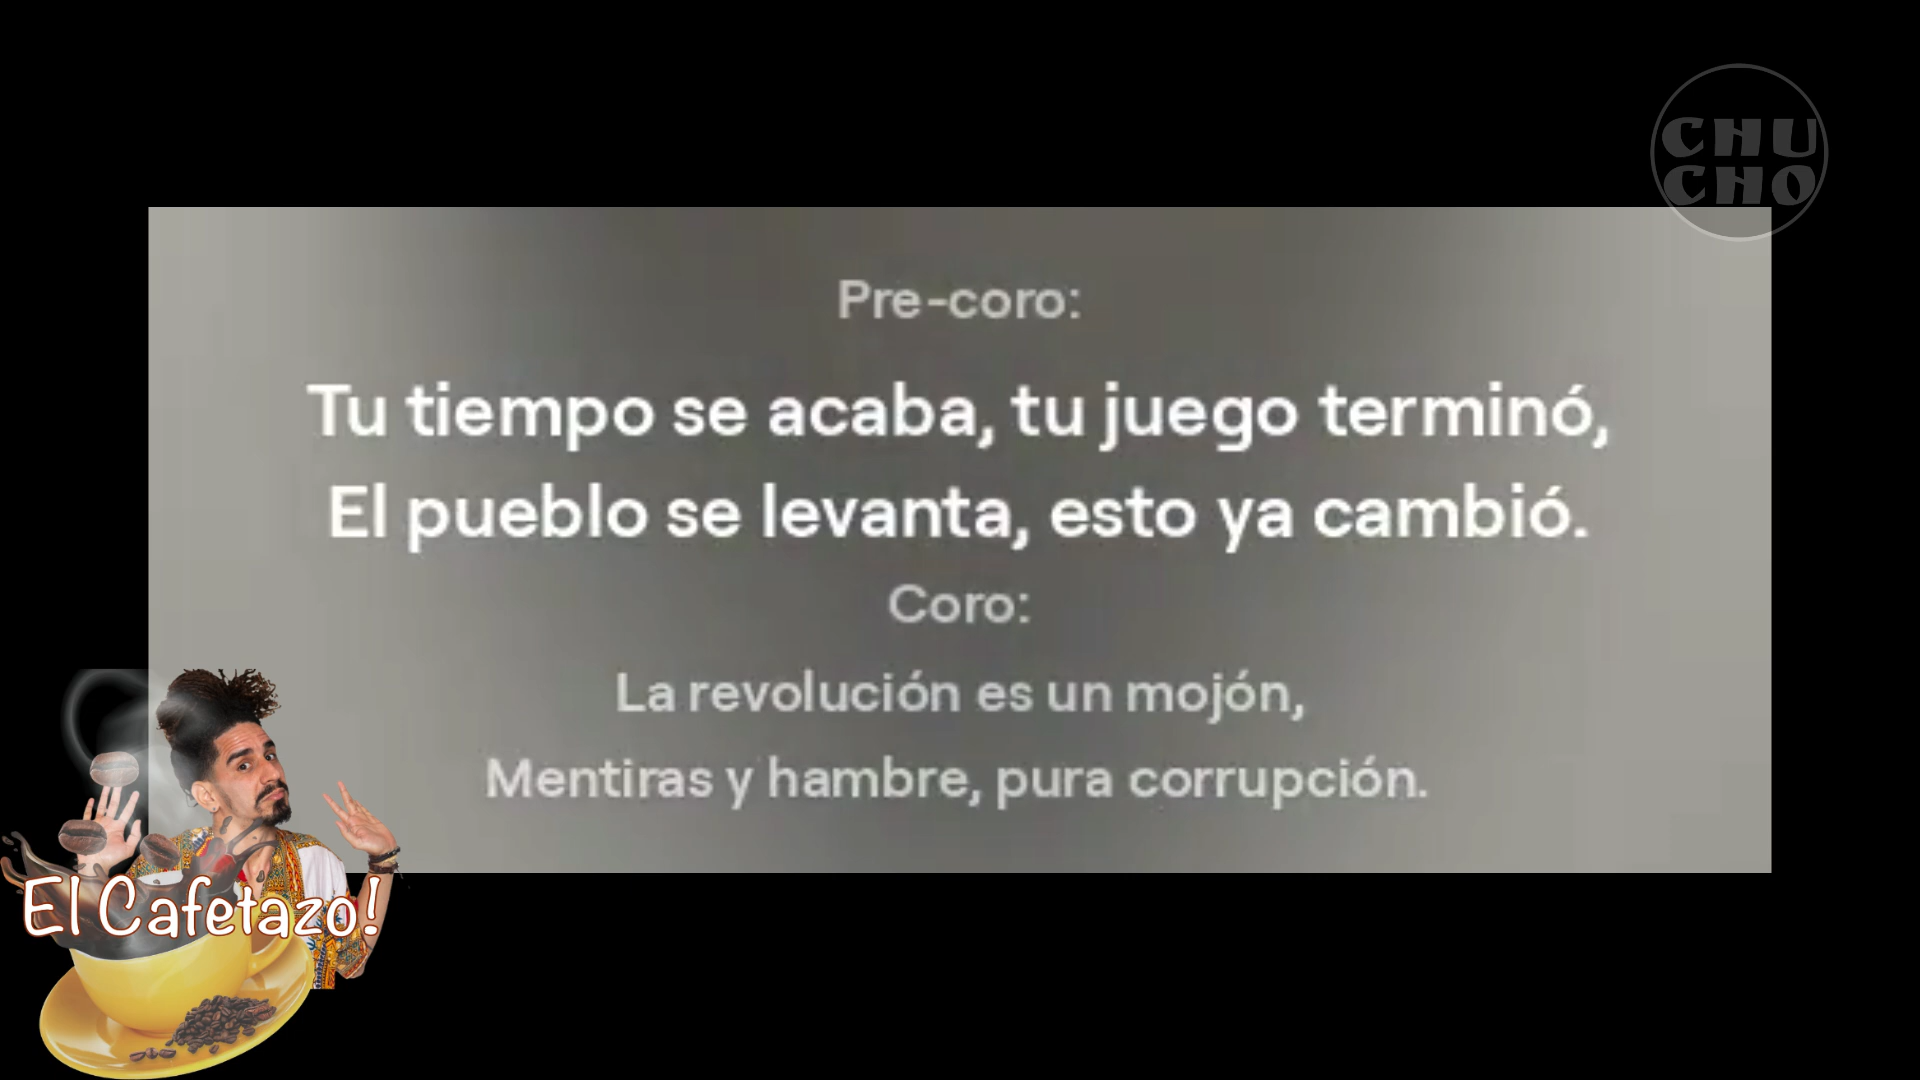 CHU
CHO
Pre-coro:
Tu tiempo se acaba, tu juego terminó,
El pueblo se levanta, esto ya cambió.
Coro:
La revolución es un mojón,
Mentiras y hambre, pura corrupción.
El Cafetazo!